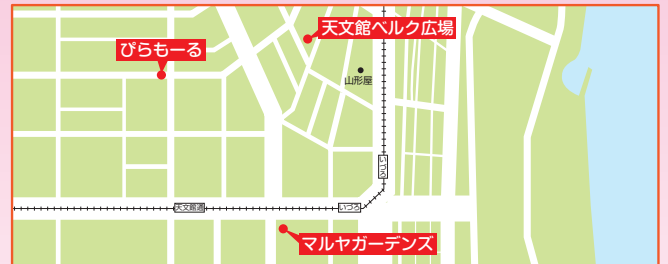 天文館ベルク広場
ぴらもーる
山形屋
いづろ
天文館通
いづろ
マルヤガーデンズ